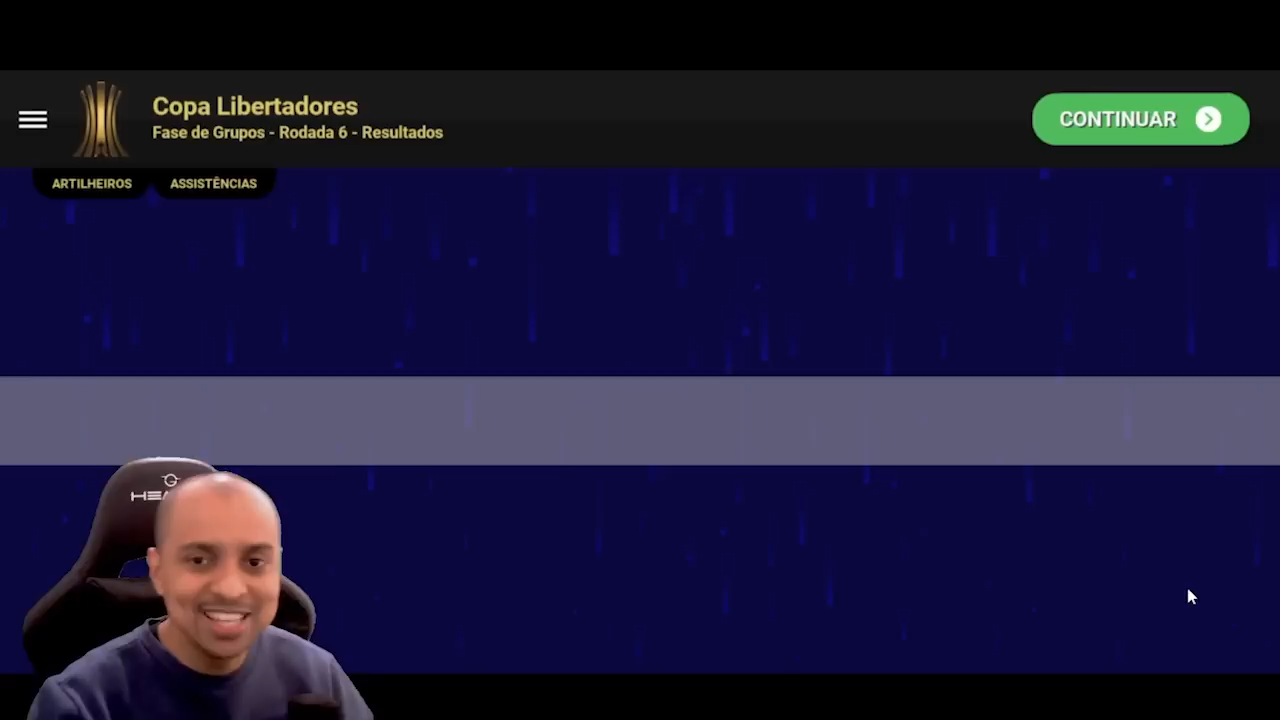 Copa Libertadores
Fase de Grupos - Rodada 6 - Resultados
CONTINUAR
ARTILHEIROS
ASSISTÊNCIAS